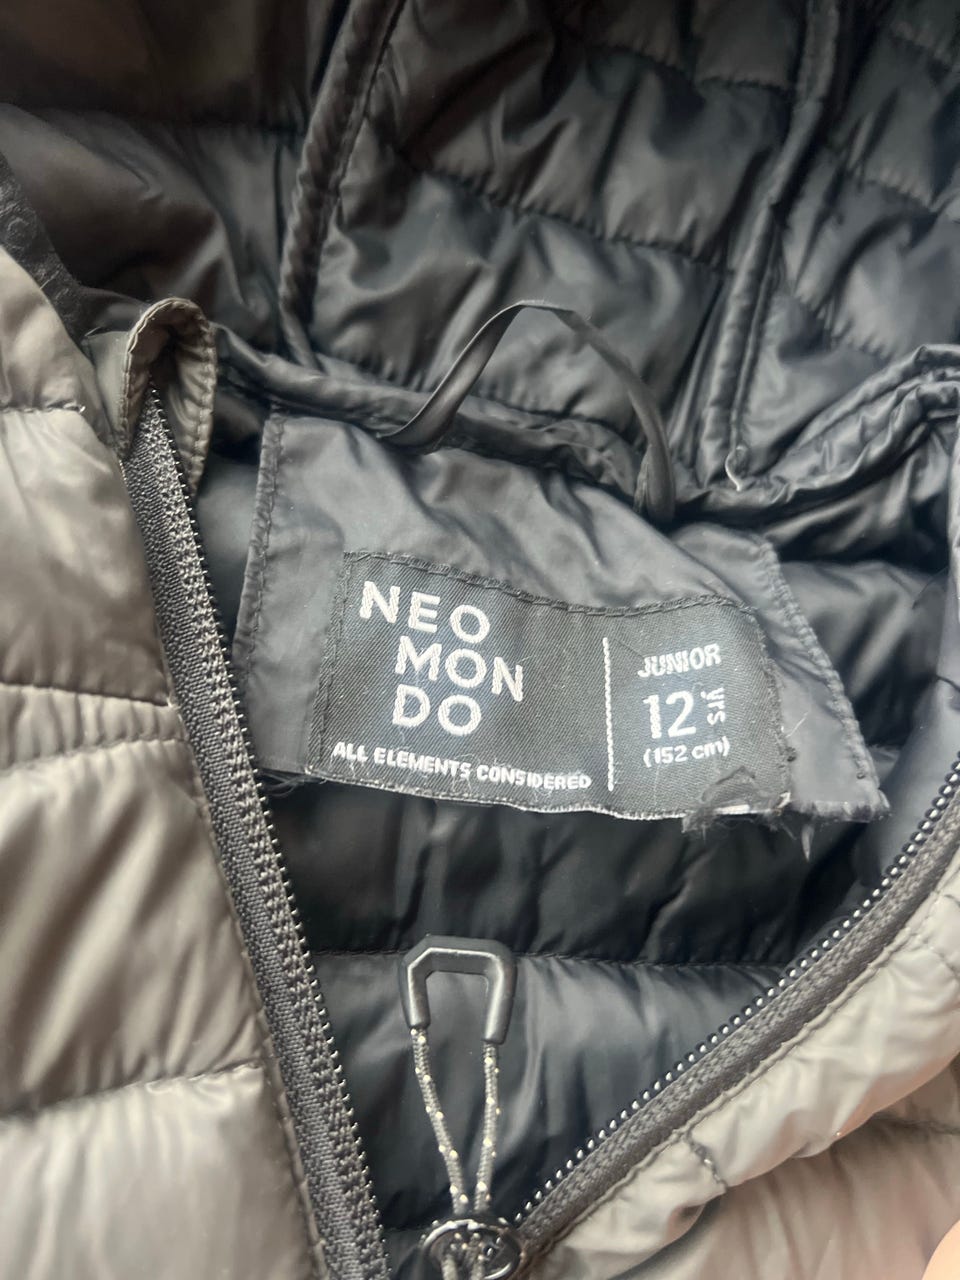 NEO
MON
DO
ALL ELEMENTS CONSIDERED
JUNIOR
12 yrs
(152 cm)